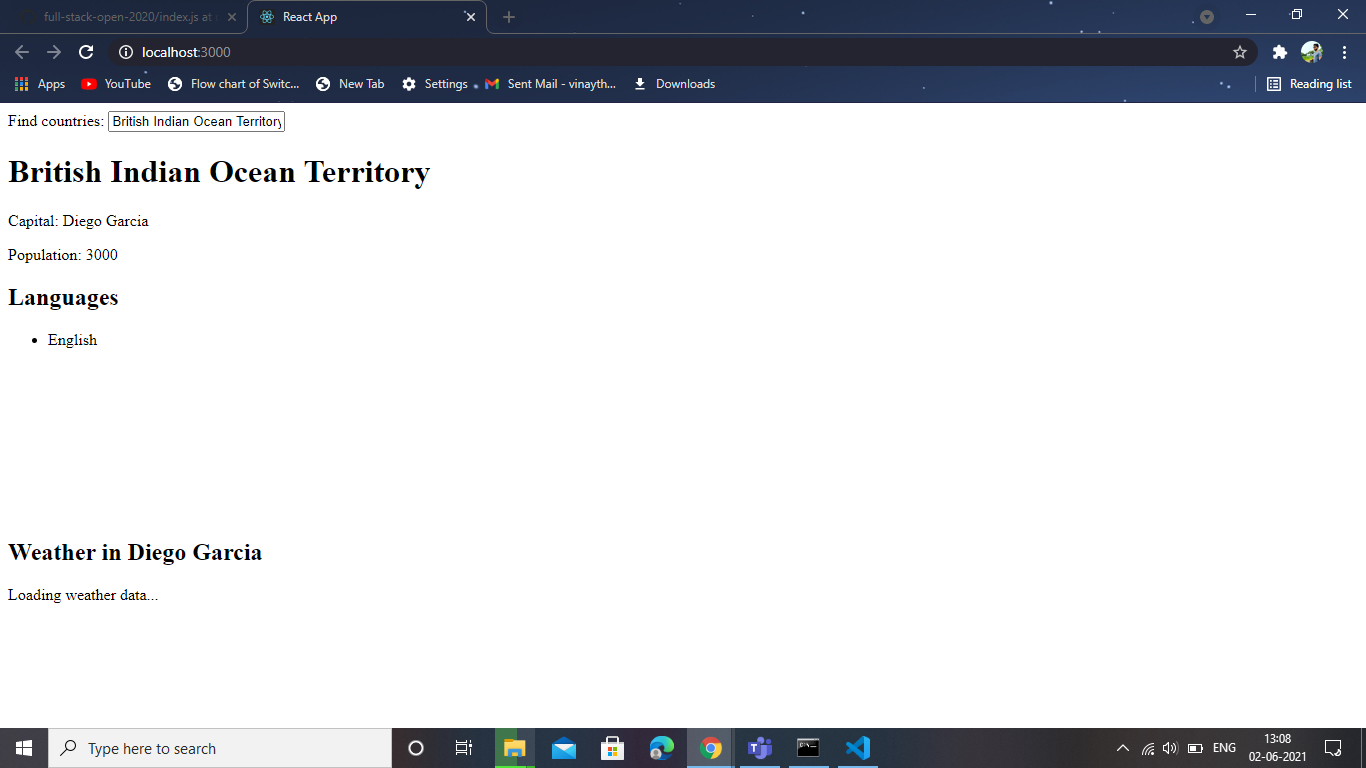 full-stack-open-2020/index.js at
React App
localhost:3000
Apps YouTube Flow chart of Switc... New Tab Settings Sent Mail - vinayth... Downloads Reading list
Find countries: British Indian Ocean Territory
British Indian Ocean Territory
Capital: Diego Garcia
Population: 3000
Languages
• English
Weather in Diego Garcia
Loading weather data...
Type here to search
ENG
13:08
02-06-2021